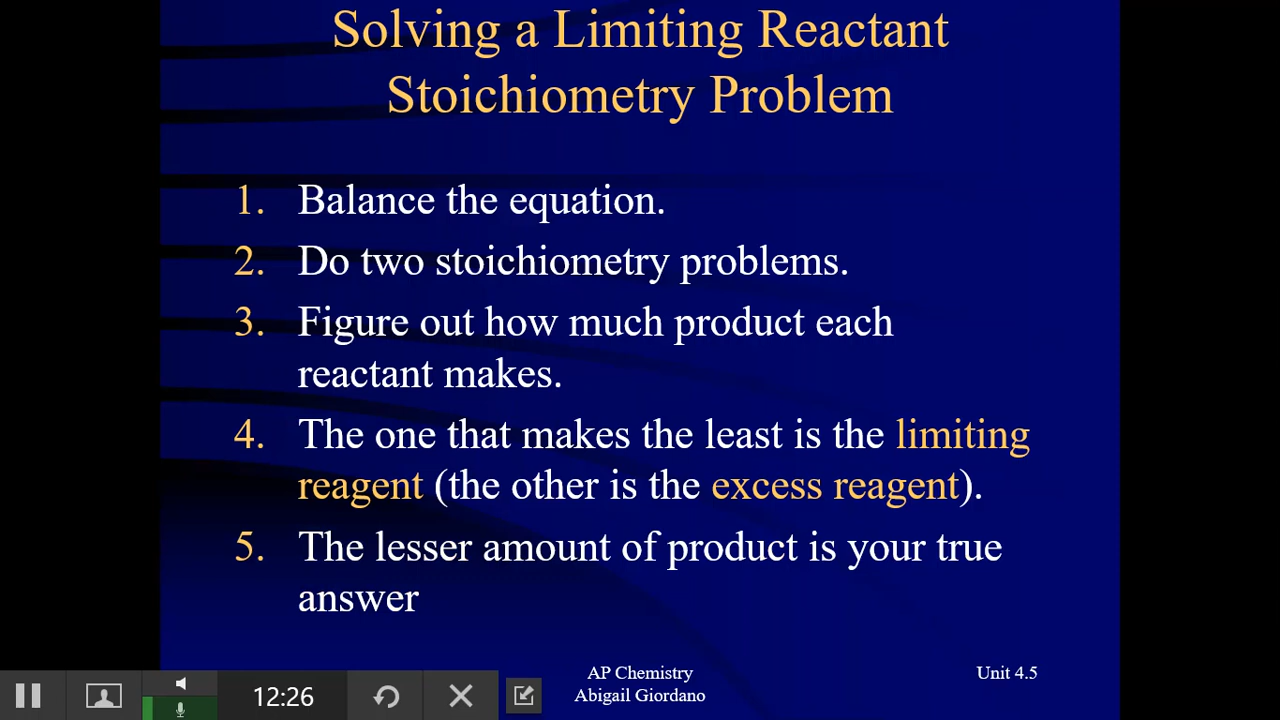 Solving a Limiting Reactant
Stoichiometry Problem
1. Balance the equation.
2. Do two stoichiometry problems.
3. Figure out how much product each
reactant makes.
4. The one that makes the least is the limiting
reagent (the other is the excess reagent).
5. The lesser amount of product is your true
answer
AP Chemistry
Abigail Giordano
Unit 4.5
12:26